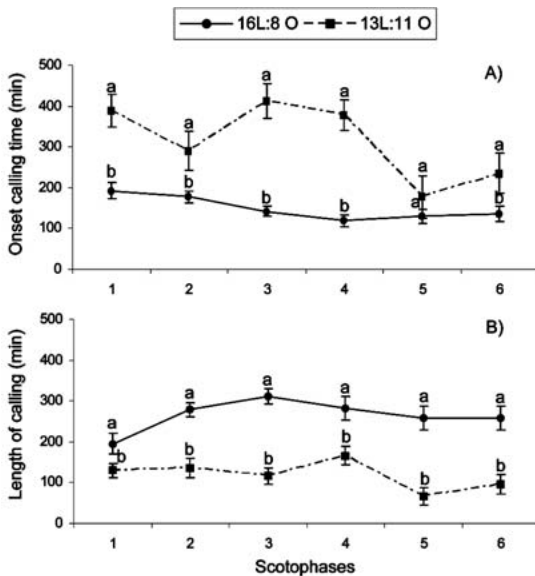 16L:8 O 13L:11 O
A)
Onset calling time (min)
500
400
300
200
100
0
a a a a a a
b b b b a b
1 2 3 4 5 6
B)
Length of calling (min)
500
400
300
200
100
0
a a a a a a
b b b b b b
1 2 3 4 5 6
Scotophases